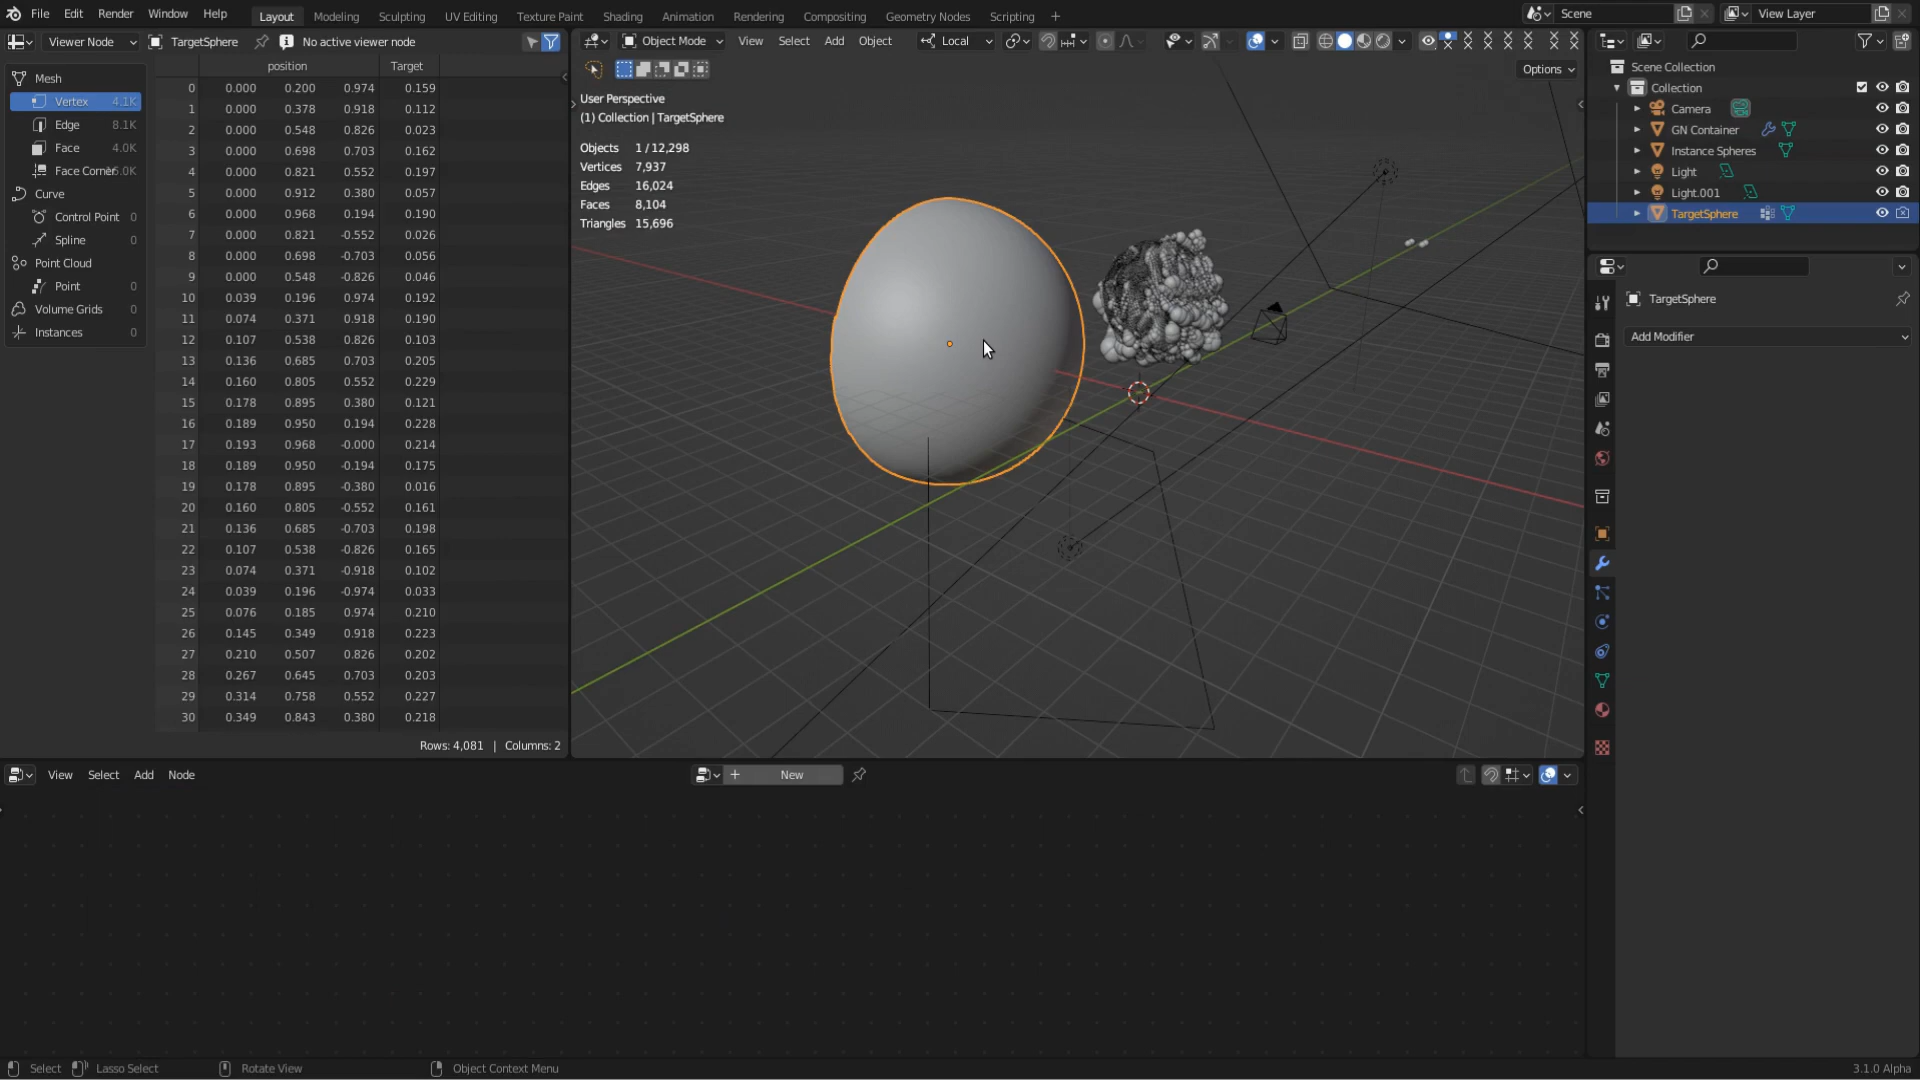 File Edit Render Window Help Layout Modeling Sculpting UV Editing Texture Paint Shading Animation Rendering Compositing Geometry Nodes Scripting + Scene View Layer
Viewer Node TargetSphere No active viewer node
Object Mode View Select Add Object Local
Options
position Target
Mesh
Vertex 4.1K
Edge 8.1K
Face 4.0K
Face Corner
Curve
Control Point 0
Spline 0
Point Cloud
Point 0
Volume Grids 0
Instances 0
0 0.000 0.200 0.974 0.159
1 0.000 0.378 0.918 0.112
2 0.000 0.548 0.826 0.023
3 0.000 0.698 0.703 0.162
4 0.000 0.821 0.552 0.197
5 0.000 0.912 0.380 0.057
6 0.000 0.968 0.194 0.190
7 0.000 0.821 -0.552 0.026
8 0.000 0.698 -0.703 0.056
9 0.000 0.548 -0.826 0.046
10 0.039 0.196 0.974 0.192
11 0.074 0.371 0.918 0.190
12 0.107 0.538 0.826 0.103
13 0.136 0.685 0.703 0.205
14 0.160 0.805 0.552 0.229
15 0.178 0.895 0.380 0.121
16 0.189 0.950 0.194 0.228
17 0.193 0.968 -0.000 0.214
18 0.189 0.950 -0.194 0.175
19 0.178 0.895 -0.380 0.016
20 0.160 0.805 -0.552 0.161
21 0.136 0.685 -0.703 0.198
22 0.107 0.538 -0.826 0.165
23 0.074 0.371 -0.918 0.102
24 0.039 0.196 -0.974 0.033
25 0.076 0.185 0.974 0.210
26 0.145 0.349 0.918 0.223
27 0.210 0.507 0.826 0.202
28 0.267 0.645 0.703 0.203
29 0.314 0.758 0.552 0.227
30 0.349 0.843 0.380 0.218
Rows: 4,081 | Columns: 2
User Perspective
(1) Collection | TargetSphere
Objects 1 / 12,298
Vertices 7,937
Edges 16,024
Faces 8,104
Triangles 15,696
Scene Collection
Collection
Camera
GN Container
Instance Spheres
Light
Light.001
TargetSphere
TargetSphere
Add Modifier
View Select Add Node
+ New
Select Lasso Select Rotate View Object Context Menu 3.1.0 Alpha